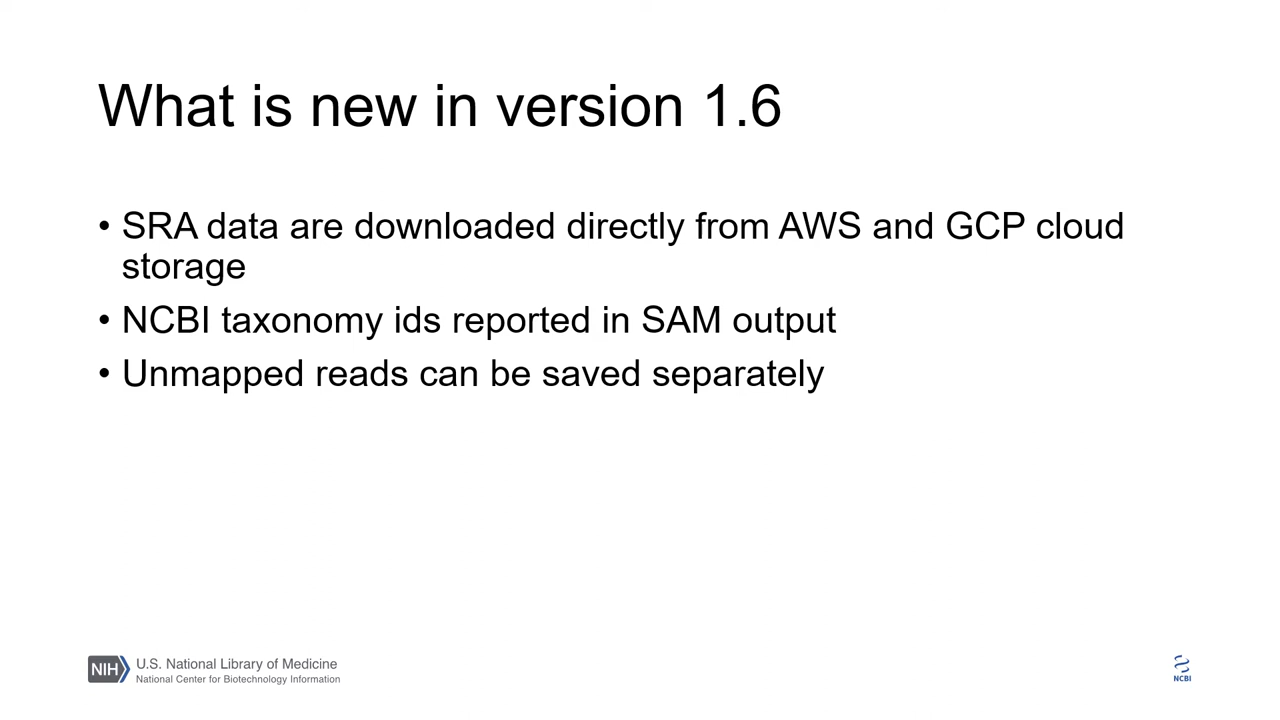 What is new in version 1.6
• SRA data are downloaded directly from AWS and GCP cloud
storage
• NCBI taxonomy ids reported in SAM output
• Unmapped reads can be saved separately
NIH
U.S. National Library of Medicine
National Center for Biotechnology Information
NCBI